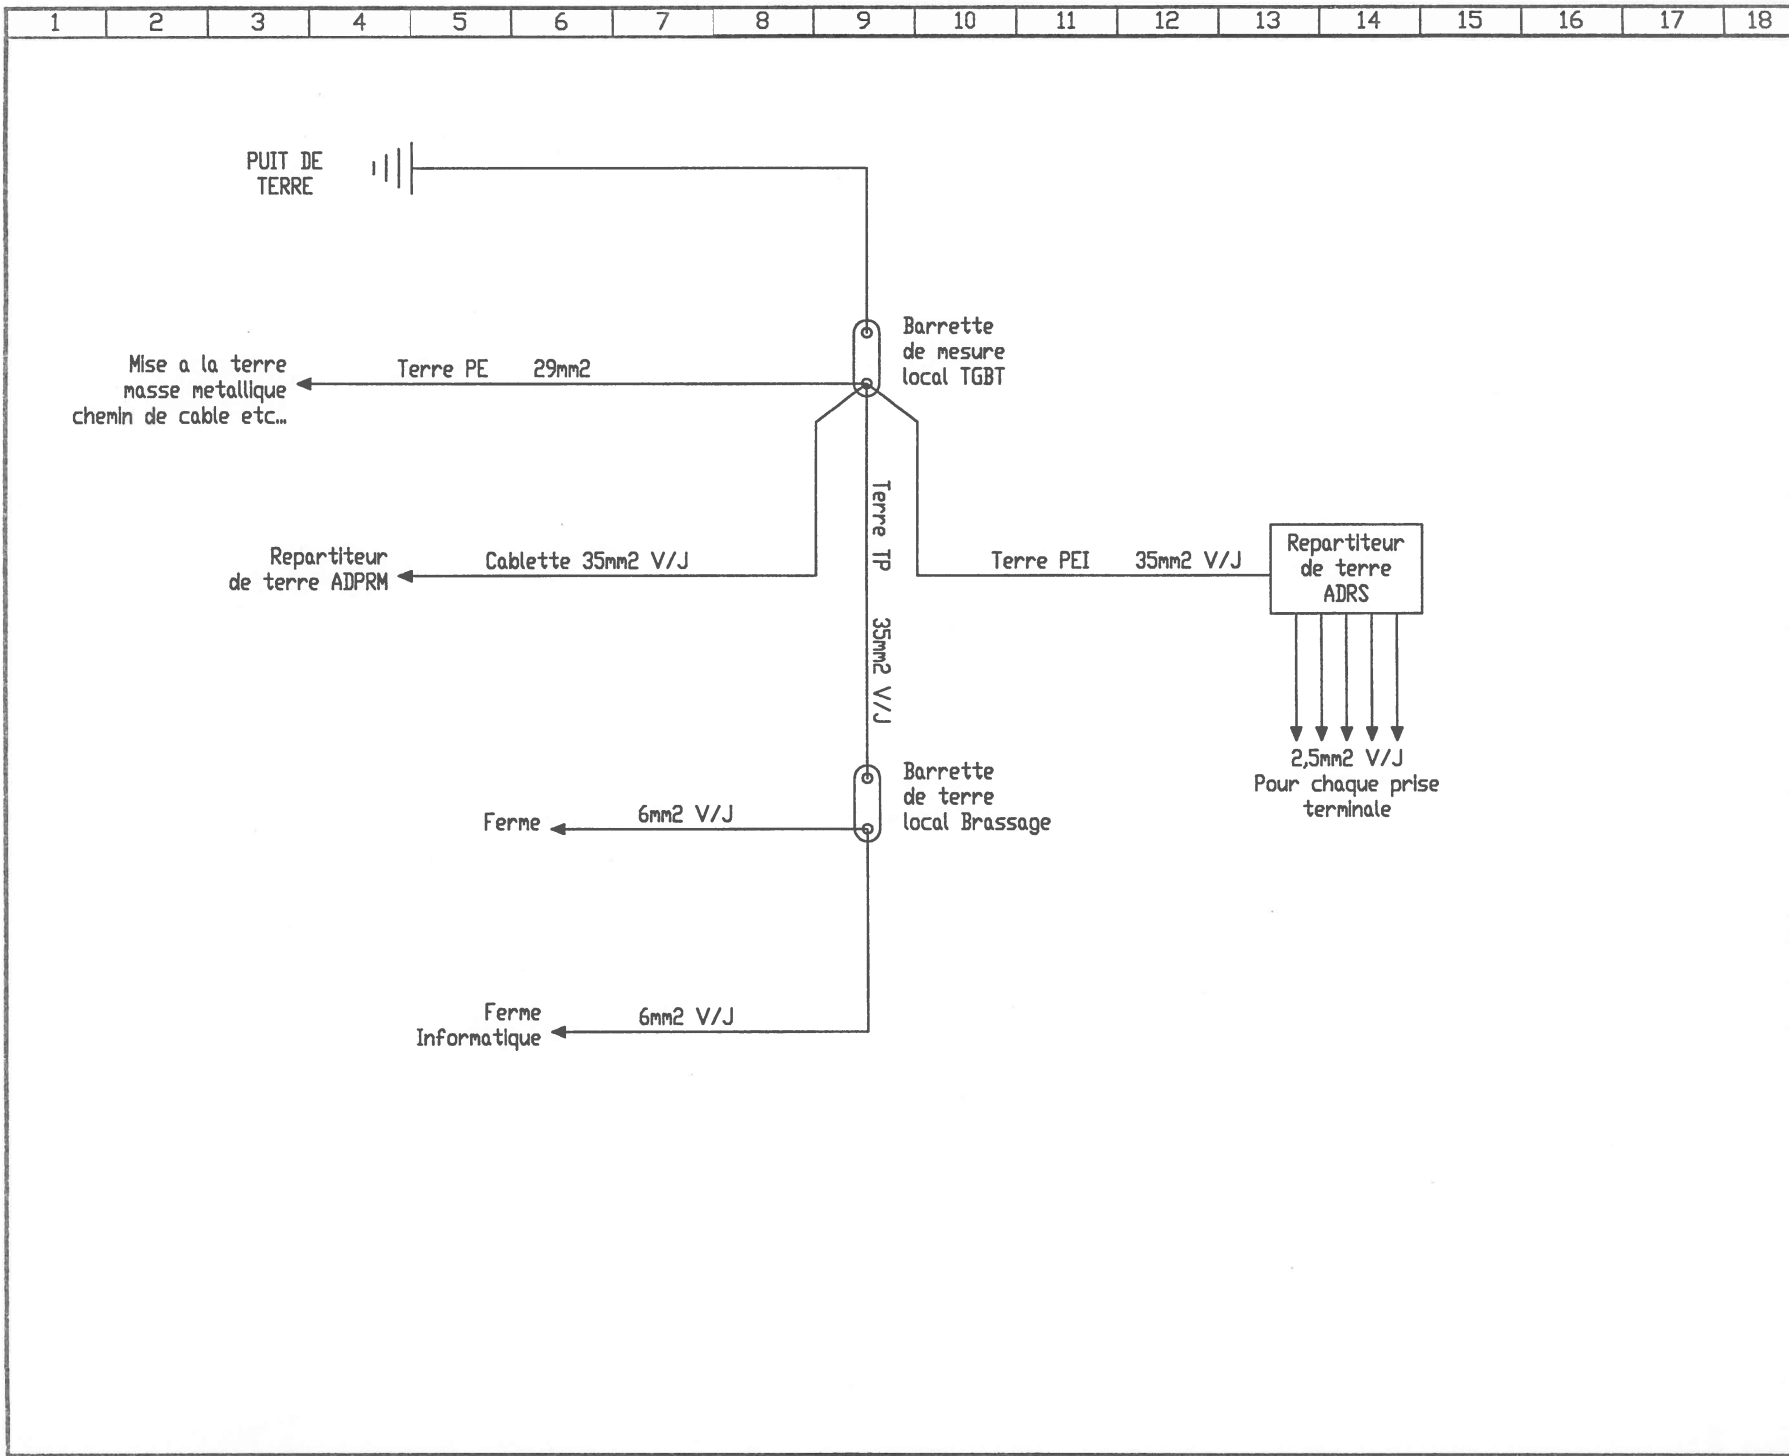 1 2 3 4 5 6 7 8 9 10 11 12 13 14 15 16 17 18
PUIT DE
TERRE
Barrette
de mesure
local TGBT
Mise a la terre
masse metallique
chemin de cable etc...
Terre PE 29mm2
Terre TP 35mm2 V/J
Repartiteur
de terre ADPRM
Cablette 35mm2 V/J
Terre PEI 35mm2 V/J
Repartiteur
de terre
ADRS
2,5mm2 V/J
Pour chaque prise
terminale
Barrette
de terre
local Brassage
Ferme
6mm2 V/J
Ferme
Informatique
6mm2 V/J